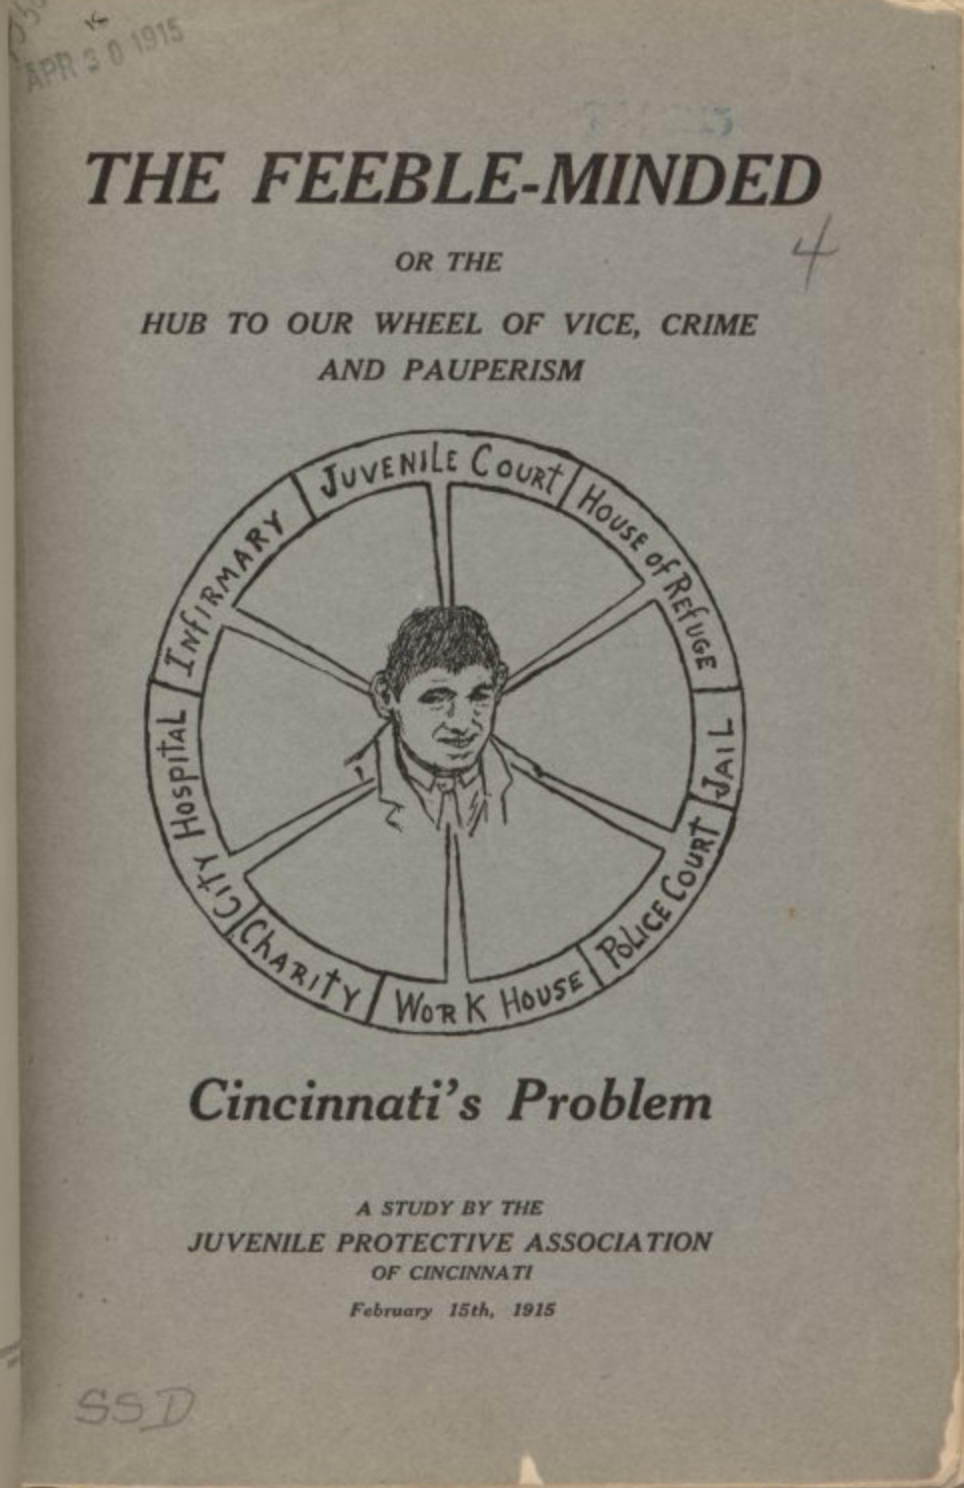 APR 30 1915
THE FEEBLE-MINDED
4
OR THE
HUB TO OUR WHEEL OF VICE, CRIME
AND PAUPERISM
JUVENILE COURT
HOUSE of REFUGE
JAIL
POLICE COURT
WORK HOUSE
CHARITY
CITY HOSPITAL
INFIRMARY
Cincinnati's Problem
A STUDY BY THE
JUVENILE PROTECTIVE ASSOCIATION
OF CINCINNATI
February 15th, 1915
SSD